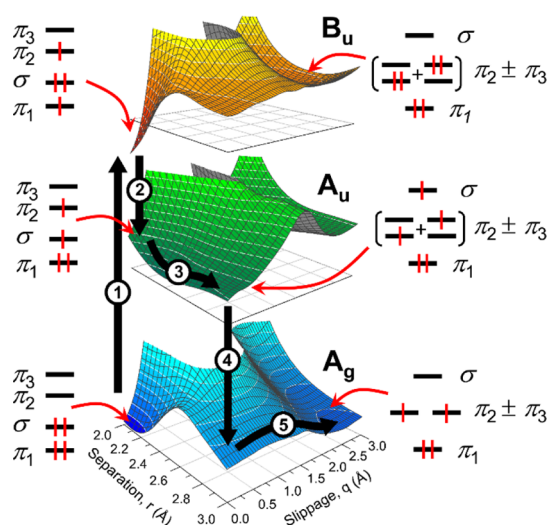 π3
π2
σ
π1
Bu
σ
( + ) π2 ± π3
π1
2
π3
π2
σ
π1
Au
σ
( + ) π2 ± π3
π1
3
1
4
π3
π2
σ
π1
Ag
σ
π2 ± π3
π1
5
2.0
2.2
2.4
2.6
2.8
3.0
Separation, r (Å)
0.0
0.5
1.0
1.5
2.0
2.5
3.0
Slippage, q (Å)